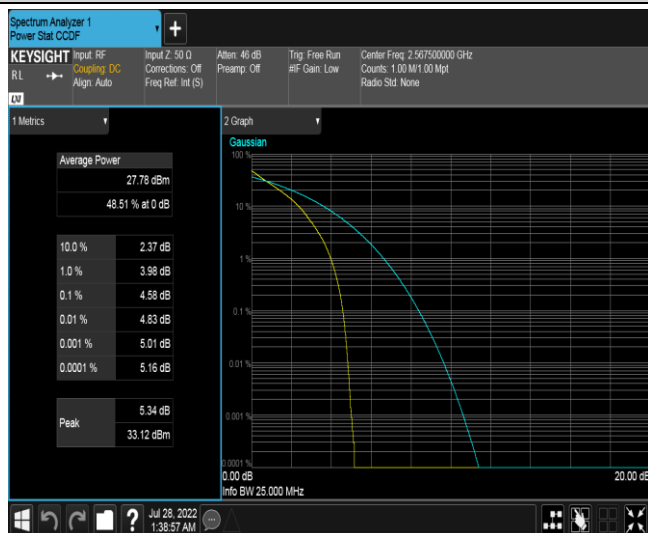 Spectrum Analyzer 1
Power Stat CCDF
+
KEYSIGHT
RL
LXI
Input: RF
Coupling: DC
Align: Auto
Input Z: 50 Ω
Corrections: Off
Freq Ref: Int (S)
Atten: 46 dB
Preamp: Off
Trig: Free Run
#IF Gain: Low
Center Freq: 2.567500000 GHz
Counts: 1.00 M/1.00 Mpt
Radio Std: None
1 Metrics
Average Power
27.78 dBm
48.51 % at 0 dB
10.0 % 2.37 dB
1.0 % 3.98 dB
0.1 % 4.58 dB
0.01 % 4.83 dB
0.001 % 5.01 dB
0.0001 % 5.16 dB
Peak
5.34 dB
33.12 dBm
2 Graph
Gaussian
100 %
10 %
1 %
0.1 %
0.01 %
0.001 %
0.0001 %
0.00 dB
20.00 dB
Info BW 25.000 MHz
?
Jul 28, 2022
1:38:57 AM